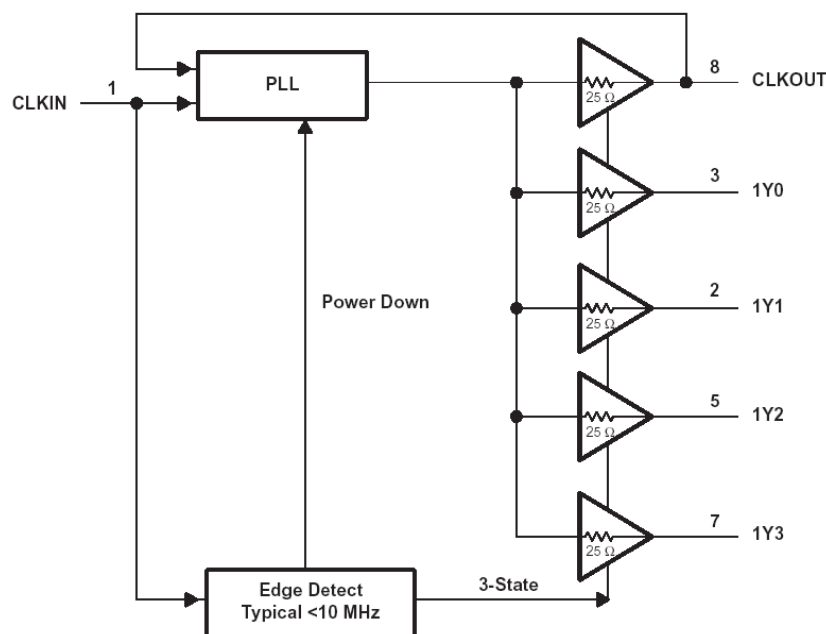 PLL
25 Ω
8
CLKOUT
1
CLKIN
3
1Y0
25 Ω
2
1Y1
25 Ω
Power Down
5
1Y2
25 Ω
7
1Y3
25 Ω
Edge Detect
Typical <10 MHz
3-State